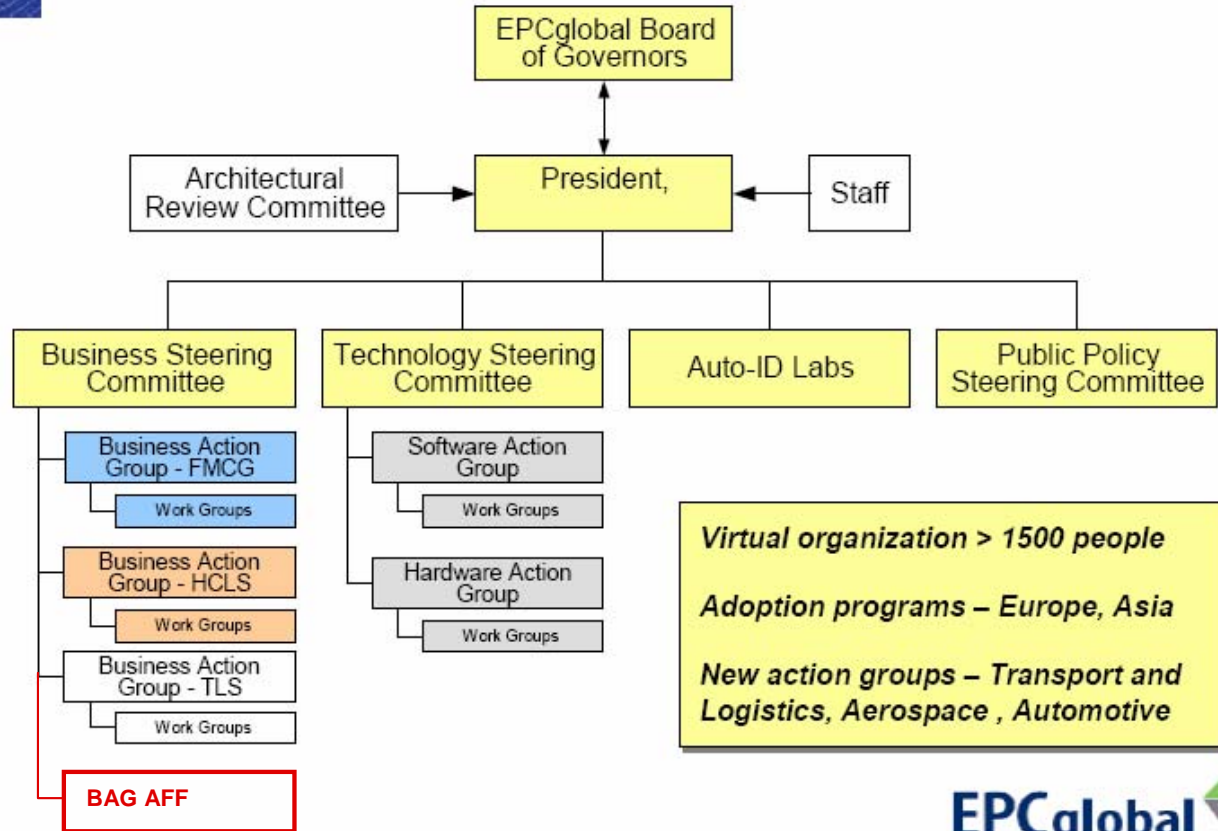 EPCglobal Board
of Governors
Architectural
Review Committee
President,
Staff
Business Steering
Committee
Technology Steering
Committee
Auto-ID Labs
Public Policy
Steering Committee
Business Action
Group - FMCG
Work Groups
Business Action
Group - HCLS
Work Groups
Business Action
Group - TLS
Work Groups
BAG AFF
Software Action
Group
Work Groups
Hardware Action
Group
Work Groups
Virtual organization > 1500 people
Adoption programs – Europe, Asia
New action groups – Transport and
Logistics, Aerospace , Automotive
EPCglobal